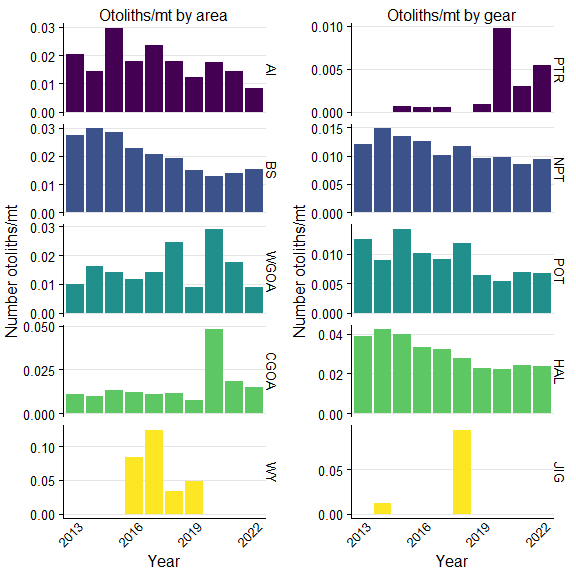 Otoliths/mt by area
Otoliths/mt by gear
Number otoliths/mt
0.03
0.02
0.01
0.00
AI
0.03
0.02
0.01
0.00
BS
0.03
0.02
0.01
0.00
WGOA
0.050
0.025
0.000
CGOA
0.10
0.05
0.00
WY
2013
2016
2019
2022
Year
Number otoliths/mt
0.010
0.005
0.000
PTR
0.015
0.010
0.005
0.000
NPT
0.010
0.005
0.000
POT
0.04
0.02
0.00
HAL
0.05
0.00
JIG
2013
2016
2019
2022
Year